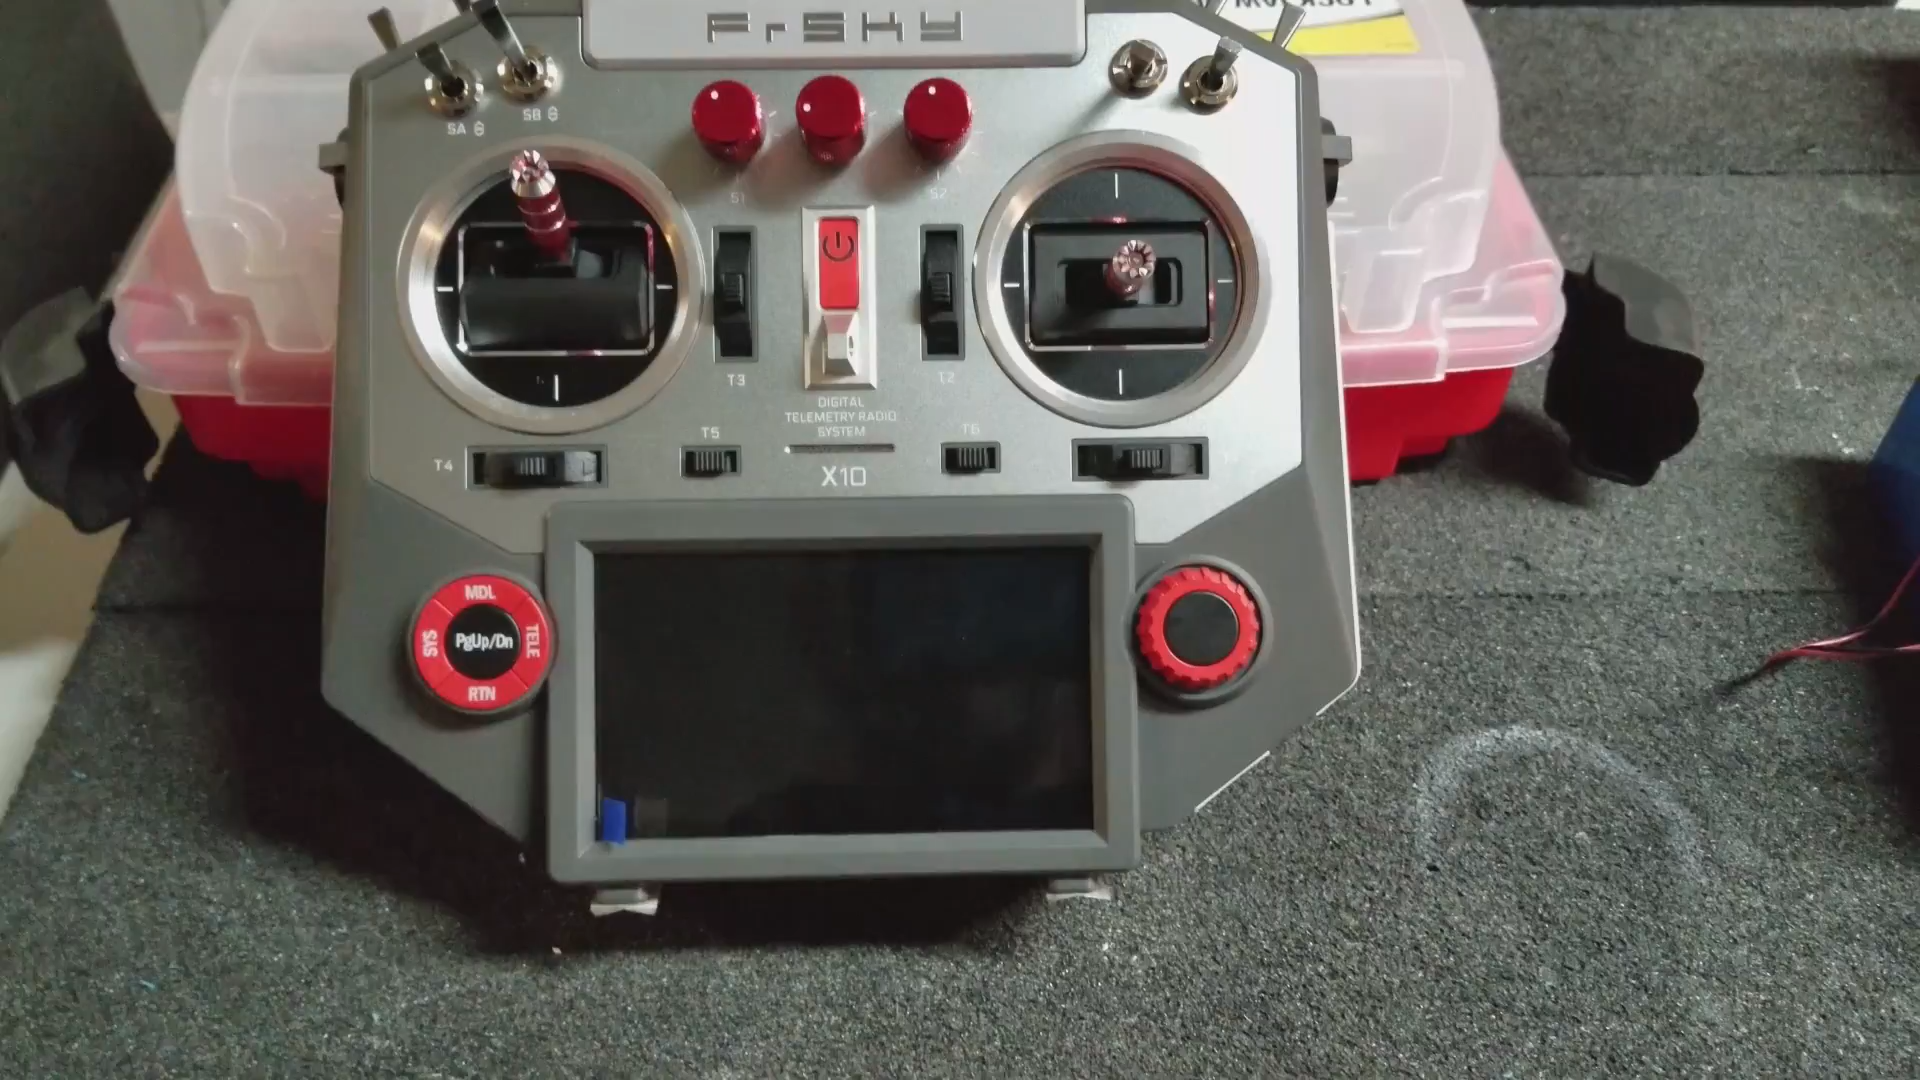 FrSKY
SA
SB
S1
S2
T3
T2
DIGITAL
TELEMETRY RADIO
SYSTEM
T5
T6
T4
X10
MDL
SYS
PgUp/Dn
TELE
RTN